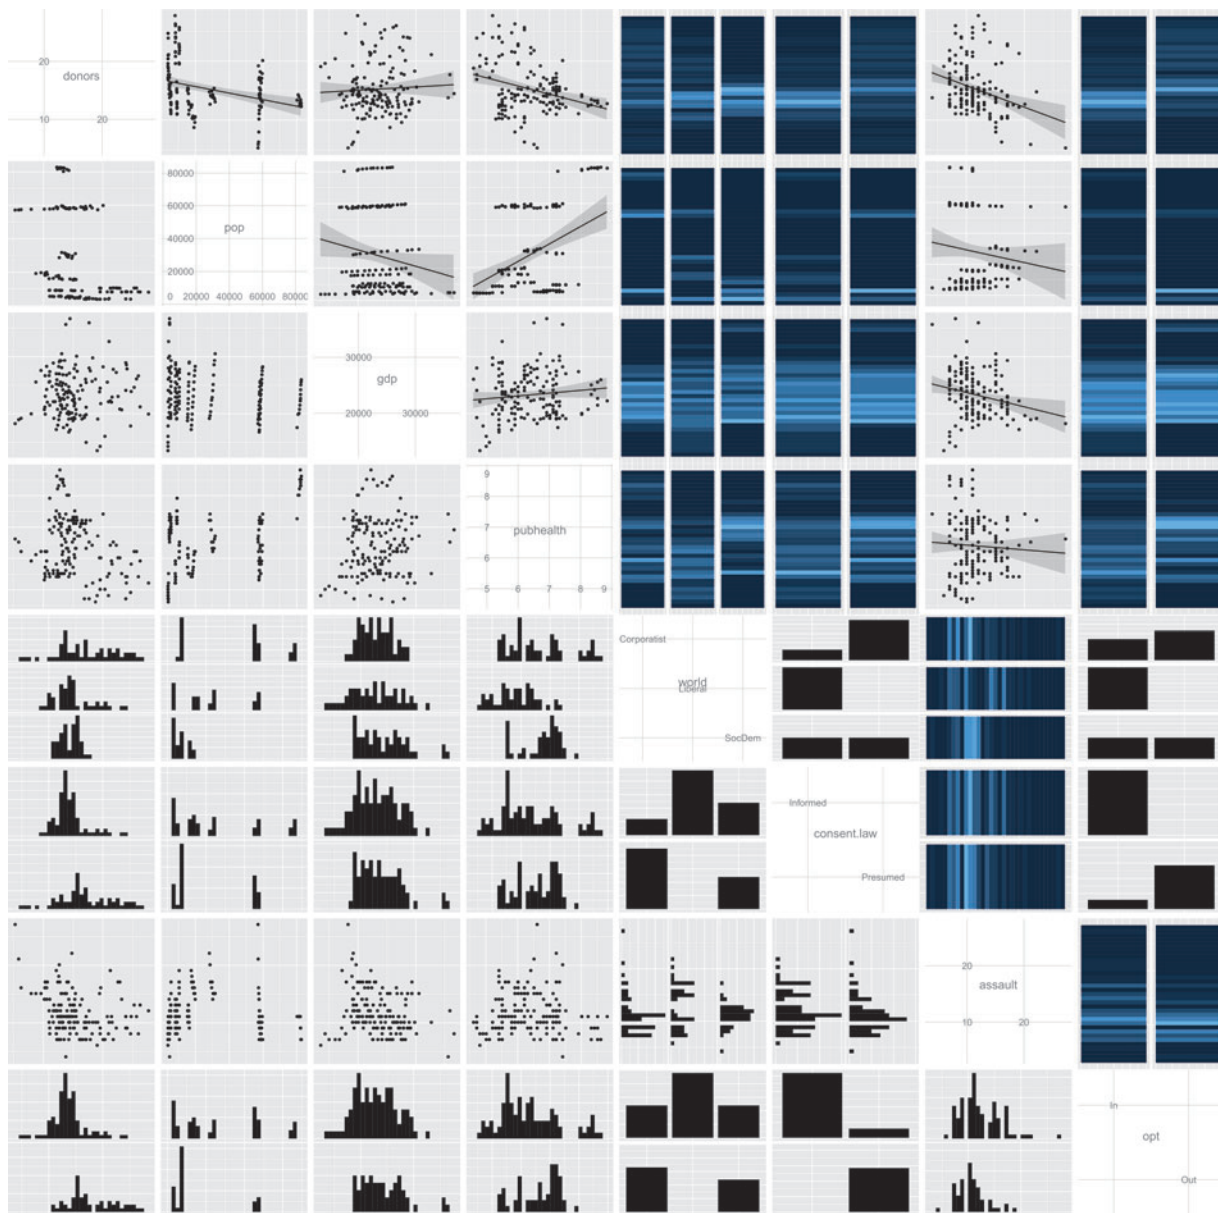 20
donors
10 20
80000
60000
pop
40000
20000
0 20000 40000 60000 80000
30000
gdp
20000 30000
9
8
pubhealth
7
6
5
5 6 7 8 9
Corporatist
world
Liberal
SocDem
Informed
consent.law
Presumed
20
assault
10 20
In
opt
Out